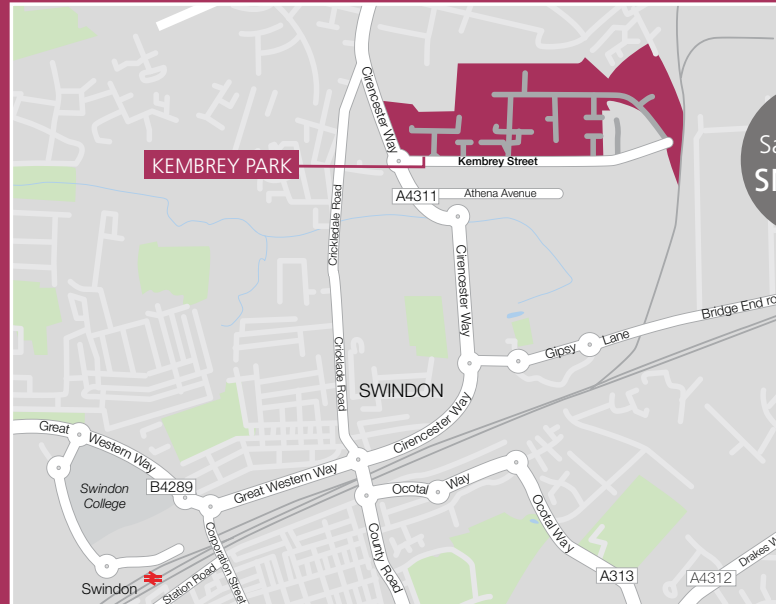 Cirencester Way
KEMBREY PARK
Kembrey Street
Sa
A4311
Athena Avenue
Crickledale Road
Cirencester Way
Bridge End ro
Gipsy Lane
Cricklade Road
SWINDON
Cirencester Way
Great Western Way
Swindon
College
B4289
Great Western Way
Ocotal Way
Ocotal Way
Corporation Street
County Road
Drakes W
A313
A4312
Swindon
Station Road